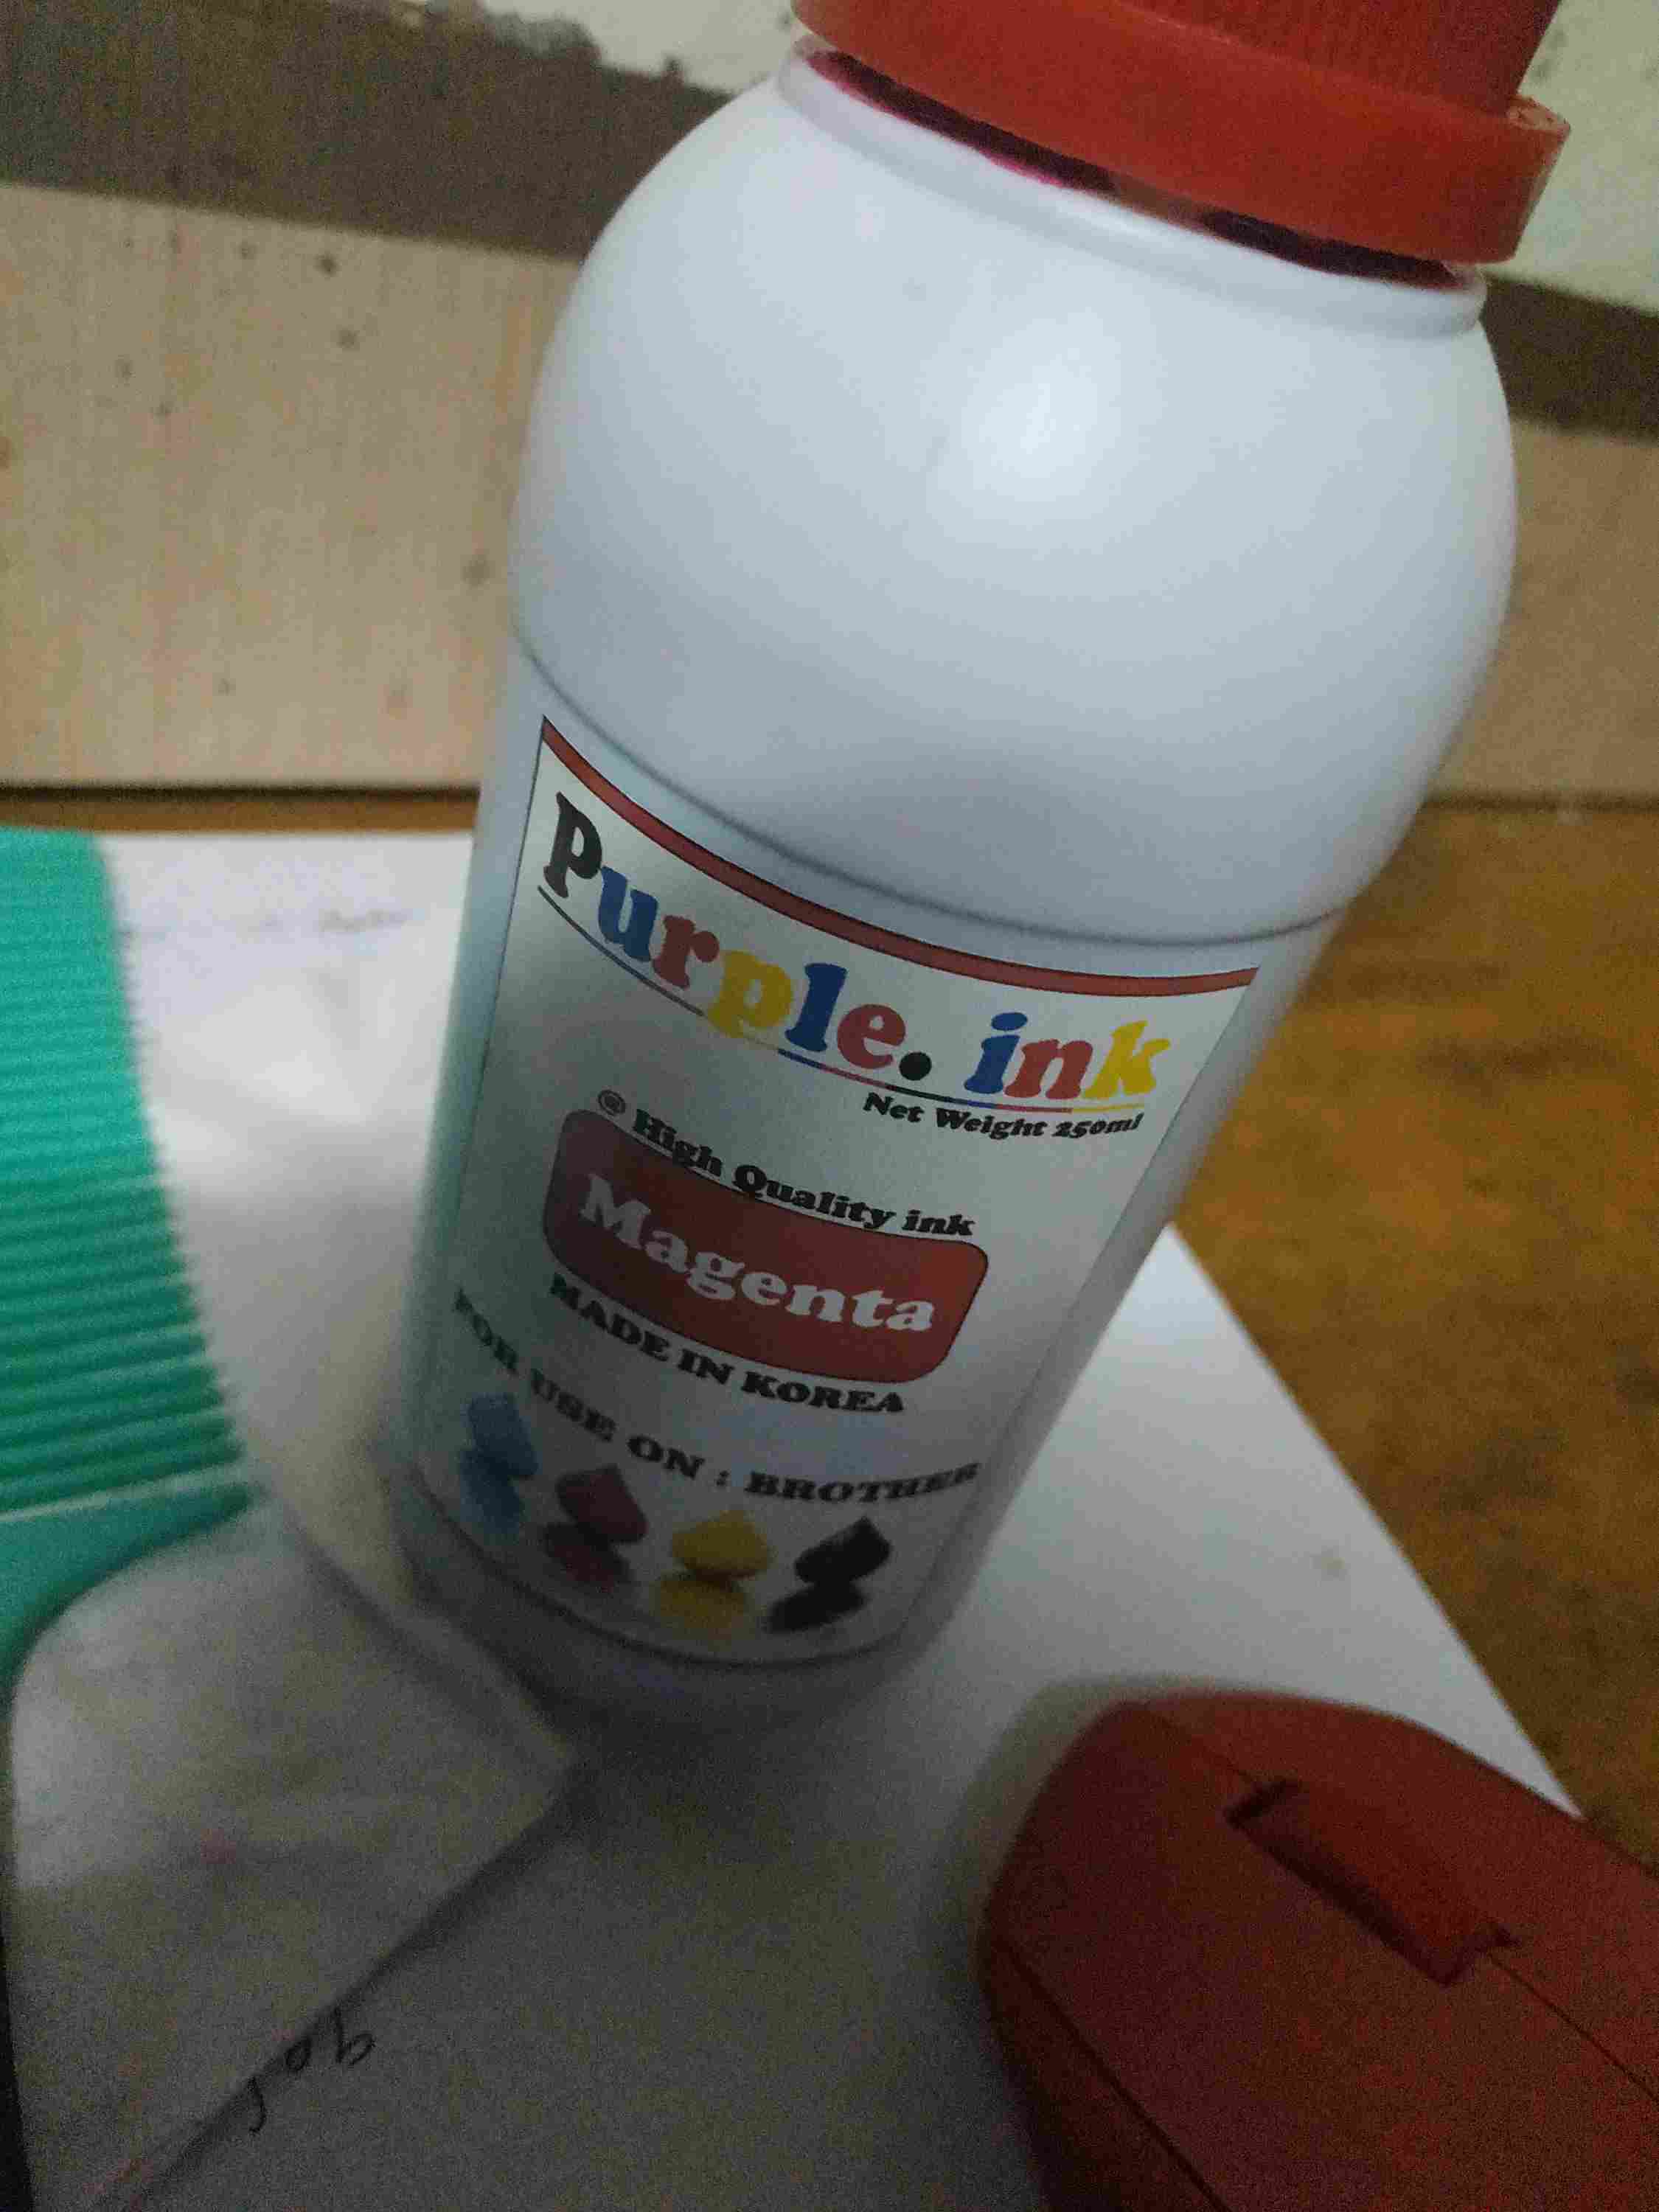 Purple. ink
Net Weight 250ml
@ High Quality ink
Magenta
MADE IN KOREA
FOR USE ON : BROTHER
Job